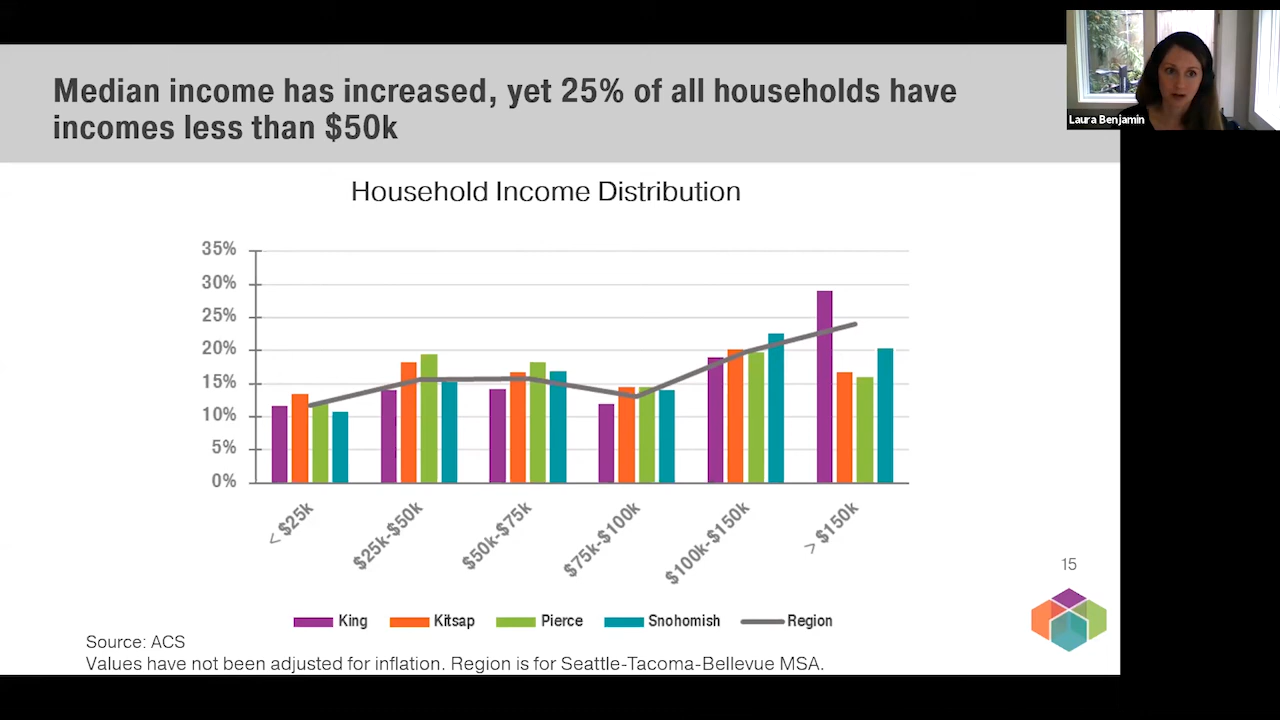 Laura Benjamin
Median income has increased, yet 25% of all households have
incomes less than $50k
Household Income Distribution
35%
30%
25%
20%
15%
10%
5%
0%
< $25k
$25k-$50k
$50k-$75k
$75k-$100k
$100k-$150k
> $150k
15
King
Kitsap
Pierce
Snohomish
Region
Source: ACS
Values have not been adjusted for inflation. Region is for Seattle-Tacoma-Bellevue MSA.